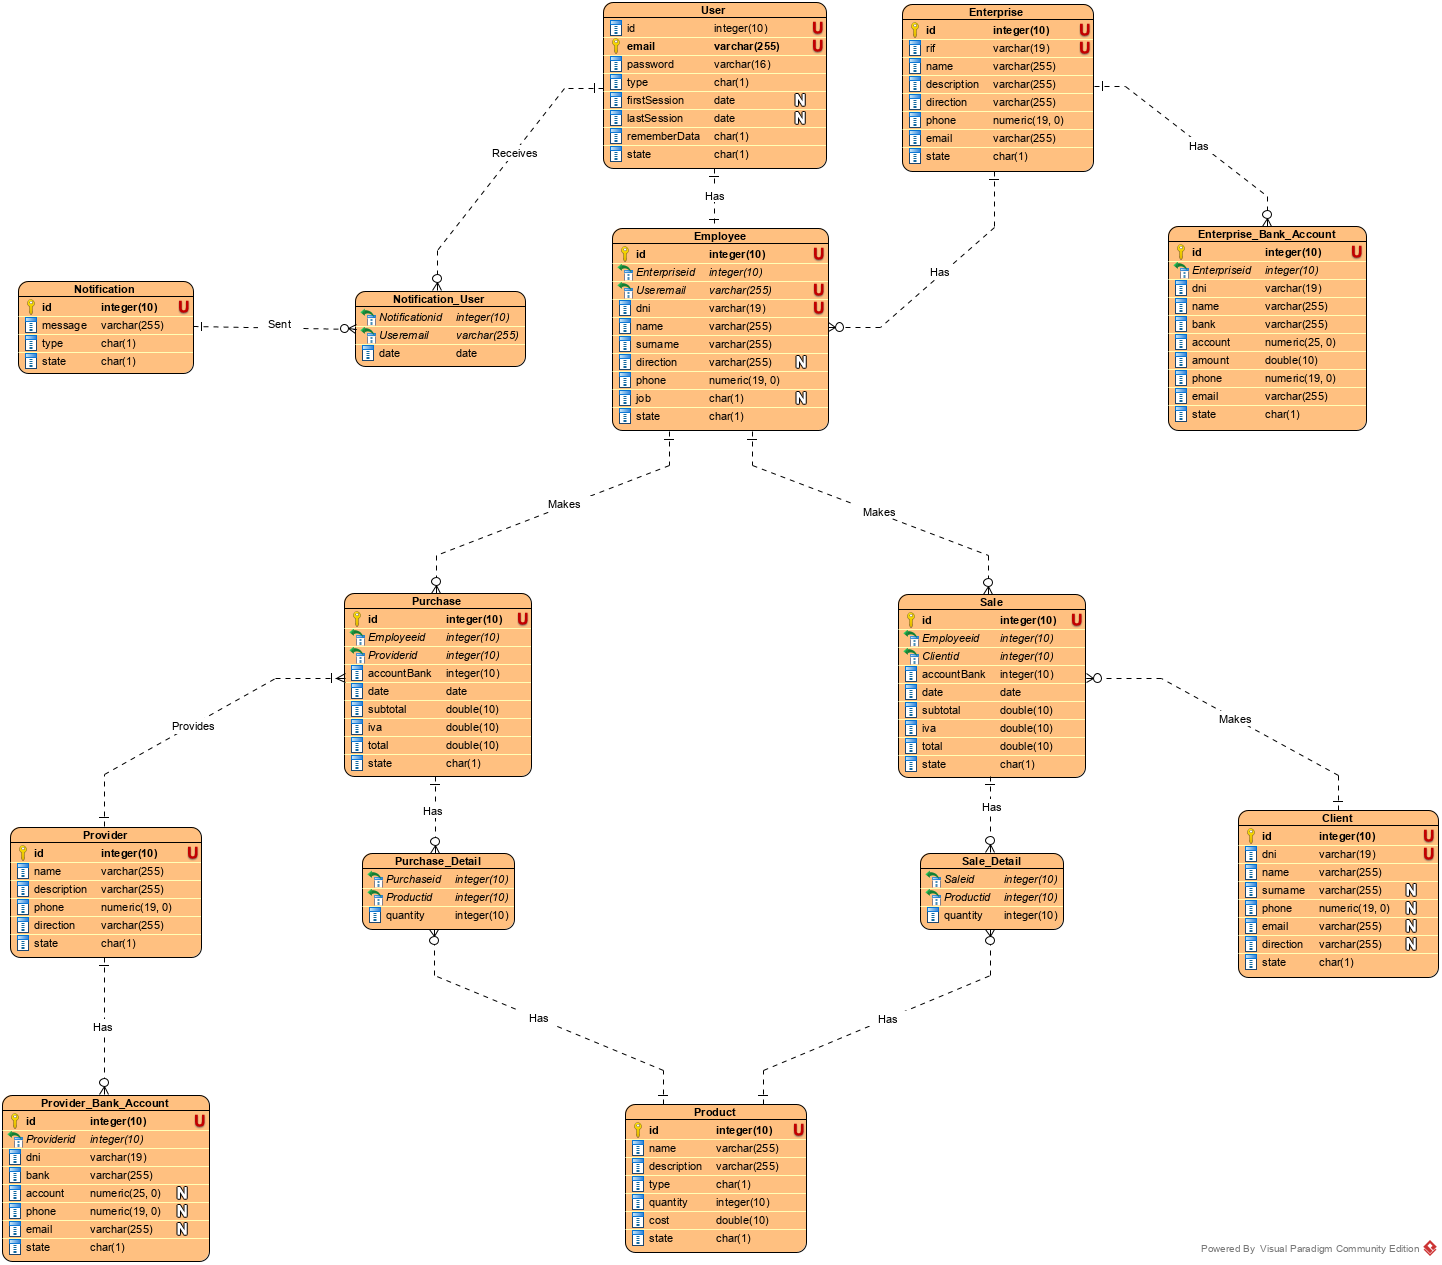 User
id integer(10) U
email varchar(255) U
password varchar(16)
type char(1)
firstSession date N
lastSession date N
rememberData char(1)
state char(1)
Enterprise
id integer(10) U
rif varchar(19) U
name varchar(255)
description varchar(255)
direction varchar(255)
phone numeric(19, 0)
email varchar(255)
state char(1)
Receives
Has
Has
Has
Employee
id integer(10) U
Enterpriseid integer(10)
Useremail varchar(255) U
dni varchar(19) U
name varchar(255)
surname varchar(255)
direction varchar(255) N
phone numeric(19, 0)
job char(1) N
state char(1)
Enterprise_Bank_Account
id integer(10) U
Enterpriseid integer(10)
dni varchar(19)
name varchar(255)
bank varchar(255)
account numeric(25, 0)
amount double(10)
phone numeric(19, 0)
email varchar(255)
state char(1)
Notification
id integer(10) U
message varchar(255)
type char(1)
state char(1)
Sent
Notification_User
Notificationid integer(10)
Useremail varchar(255)
date date
Makes
Makes
Purchase
id integer(10) U
Employeeid integer(10)
Providerid integer(10)
accountBank integer(10)
date date
subtotal double(10)
iva double(10)
total double(10)
state char(1)
Sale
id integer(10) U
Employeeid integer(10)
Clientid integer(10)
accountBank integer(10)
date date
subtotal double(10)
iva double(10)
total double(10)
state char(1)
Provides
Makes
Has
Has
Provider
id integer(10) U
name varchar(255)
description varchar(255)
phone numeric(19, 0)
direction varchar(255)
state char(1)
Purchase_Detail
Purchaseid integer(10)
Productid integer(10)
quantity integer(10)
Sale_Detail
Saleid integer(10)
Productid integer(10)
quantity integer(10)
Client
id integer(10) U
dni varchar(19) U
name varchar(255)
surname varchar(255) N
phone numeric(19, 0) N
email varchar(255) N
direction varchar(255) N
state char(1)
Has
Has
Has
Provider_Bank_Account
id integer(10) U
Providerid integer(10)
dni varchar(19)
bank varchar(255)
account numeric(25, 0) N
phone numeric(19, 0) N
email varchar(255) N
state char(1)
Product
id integer(10) U
name varchar(255)
description varchar(255)
type char(1)
quantity integer(10)
cost double(10)
state char(1)
Powered By Visual Paradigm Community Edition